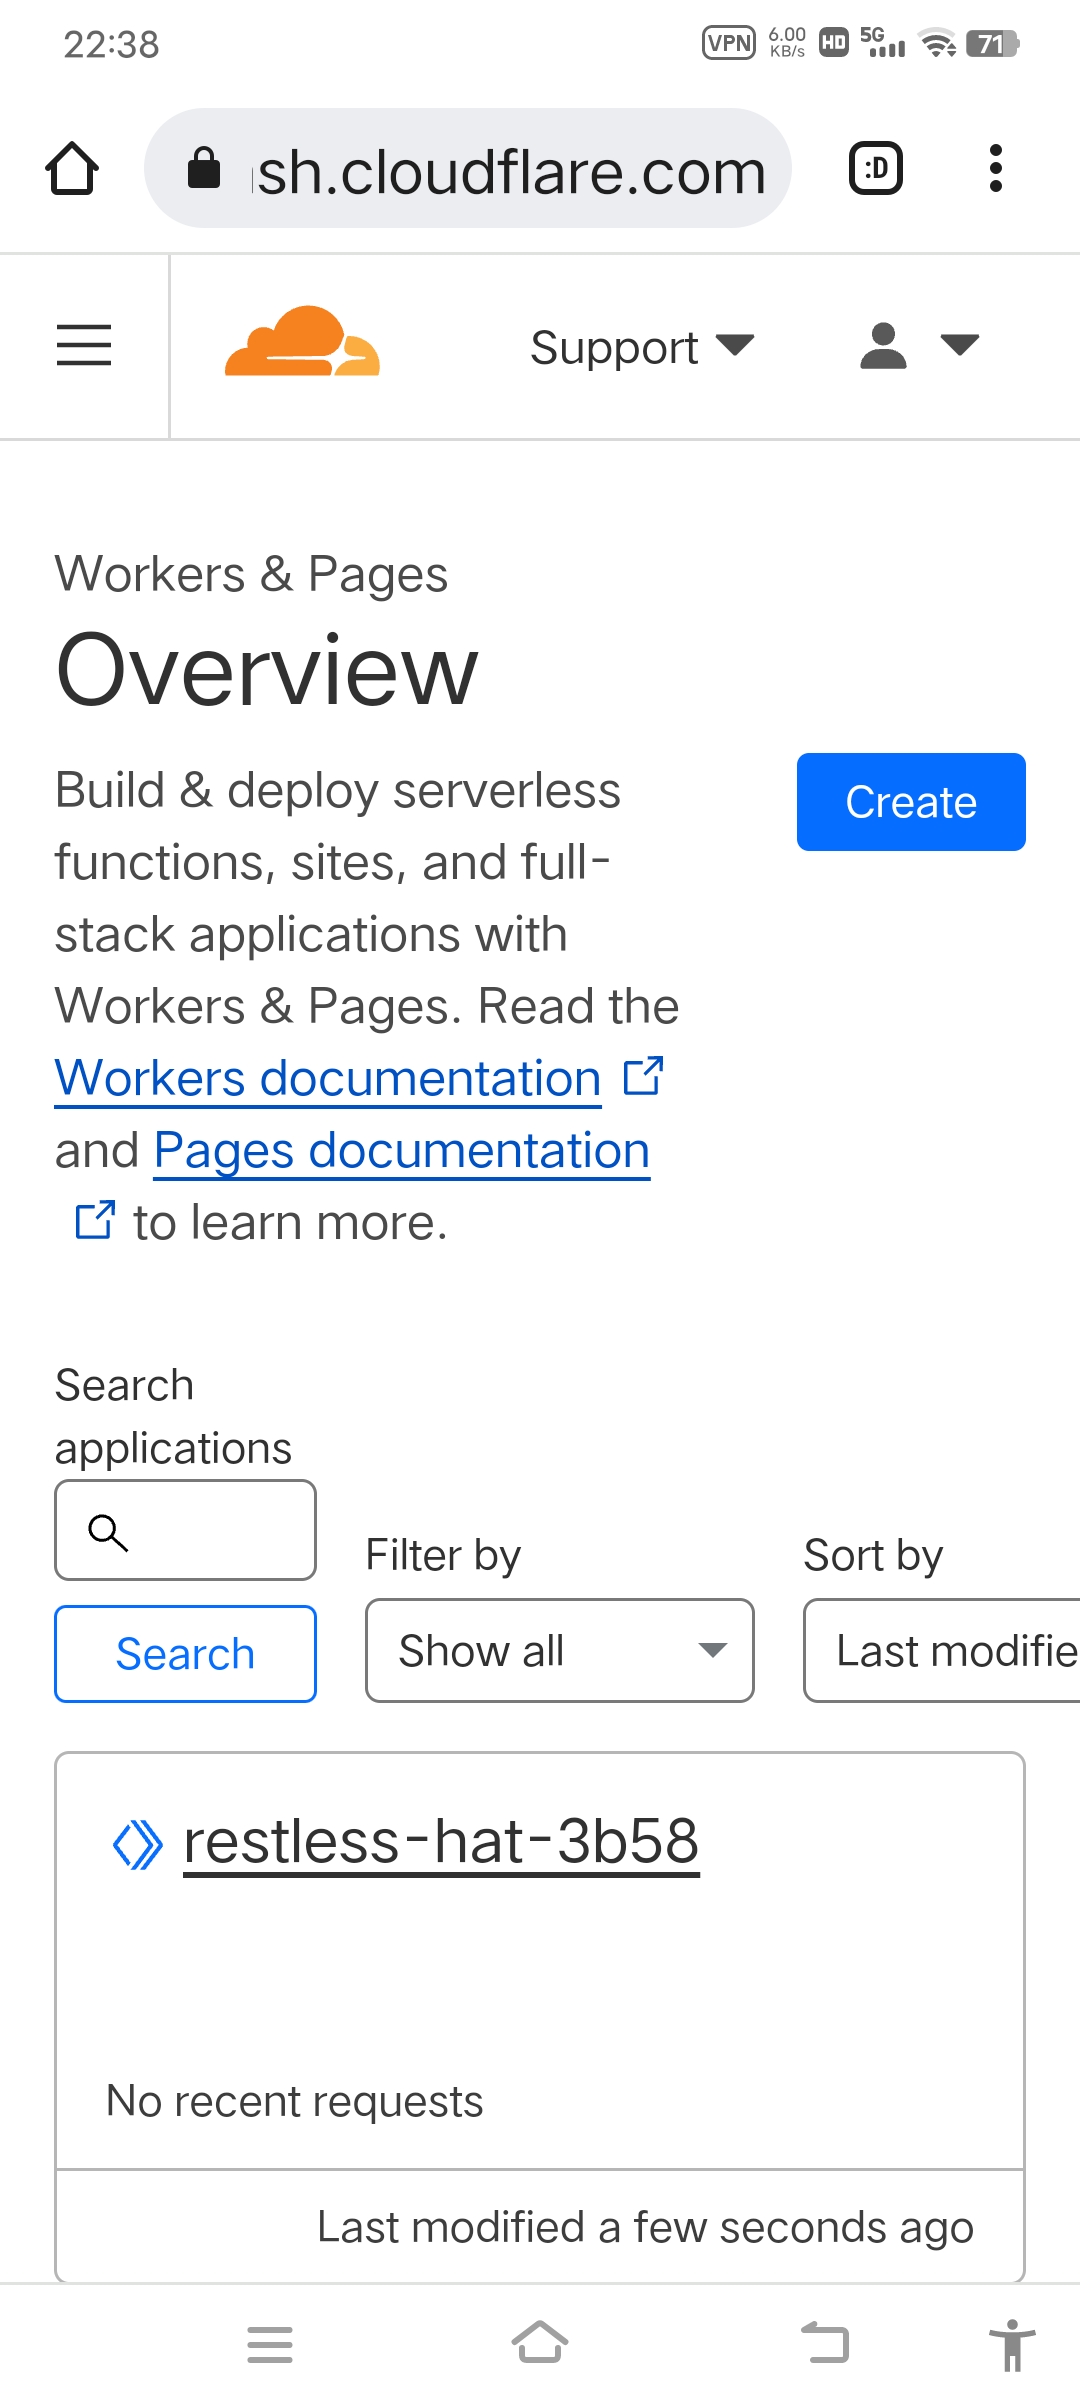 22:38
VPN 6.00 KB/s HD 5G 71
sh.cloudflare.com :D
Support
Workers & Pages
Overview
Build & deploy serverless
functions, sites, and full-
stack applications with
Workers & Pages. Read the
Workers documentation
and Pages documentation
to learn more.
Create
Search
applications
Search
Filter by
Show all
Sort by
Last modifie
restless-hat-3b58
No recent requests
Last modified a few seconds ago